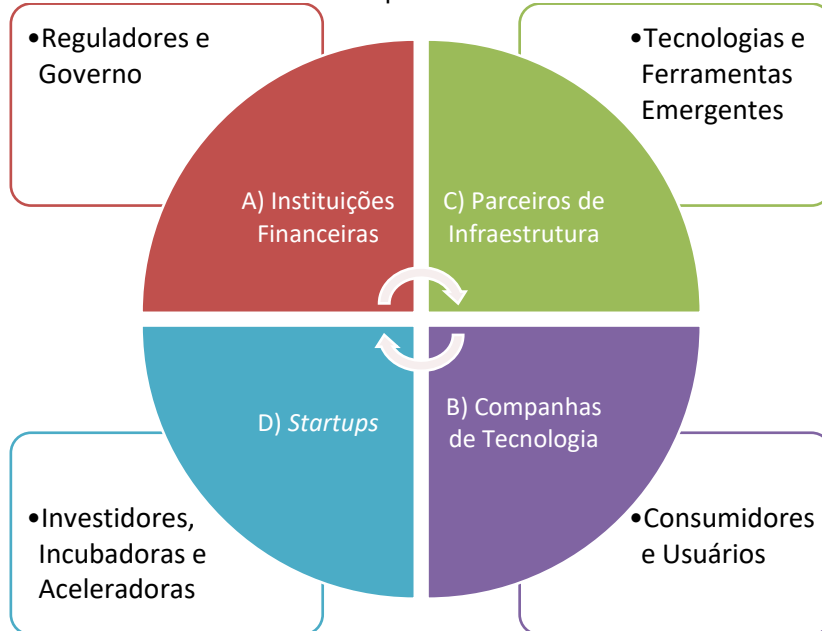 •Reguladores e
Governo
•Tecnologias e
Ferramentas
Emergentes
A) Instituições
Financeiras
C) Parceiros de
Infraestrutura
D) Startups
B) Companhas
de Tecnologia
•Investidores,
Incubadoras e
Aceleradoras
•Consumidores
e Usuários